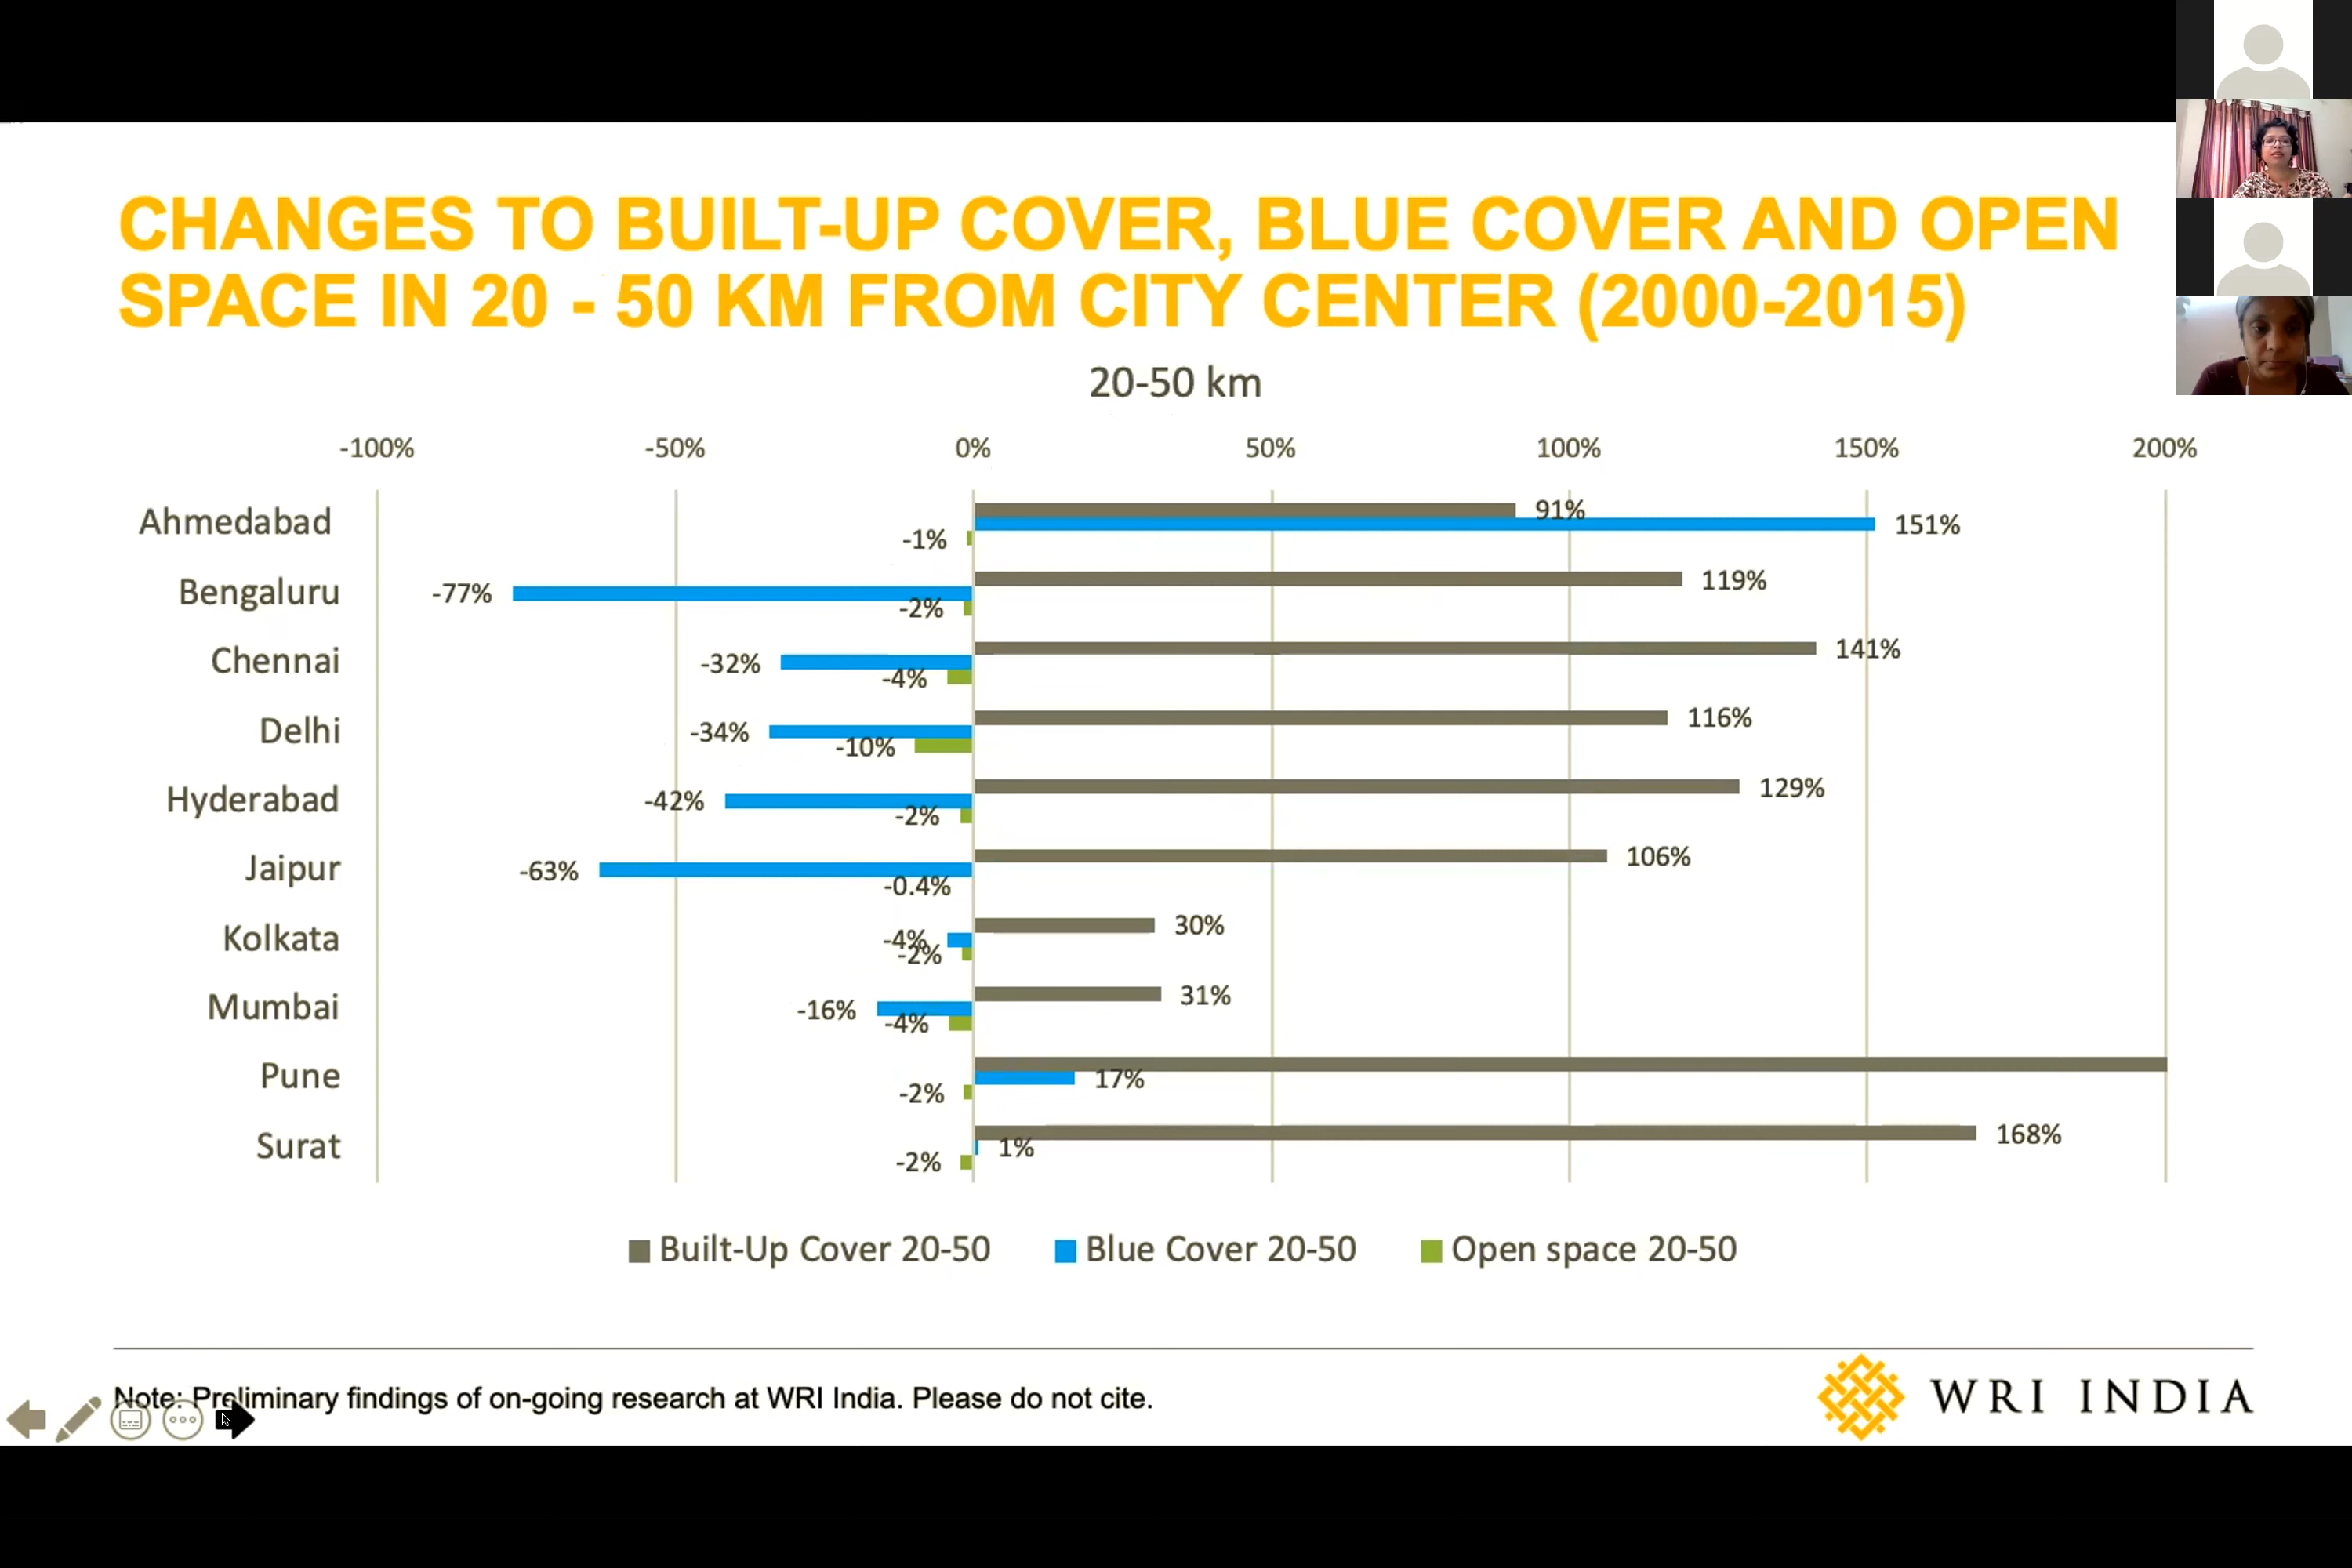 CHANGES TO BUILT-UP COVER, BLUE COVER AND OPEN
SPACE IN 20 - 50 KM FROM CITY CENTER (2000-2015)
20-50 km
-100% -50% 0% 50% 100% 150% 200%
Ahmedabad 91%
151%
-1%
Bengaluru 119%
-77%
-2%
Chennai 141%
-32%
-4%
Delhi 116%
-34%
-10%
Hyderabad 129%
-42%
-2%
Jaipur 106%
-63%
-0.4%
Kolkata 30%
-4%
-2%
Mumbai 31%
-16%
-4%
Pune 17%
-2%
Surat 168%
1%
-2%
Built-Up Cover 20-50 Blue Cover 20-50 Open space 20-50
Note: Preliminary findings of on-going research at WRI India. Please do not cite.
WRI INDIA